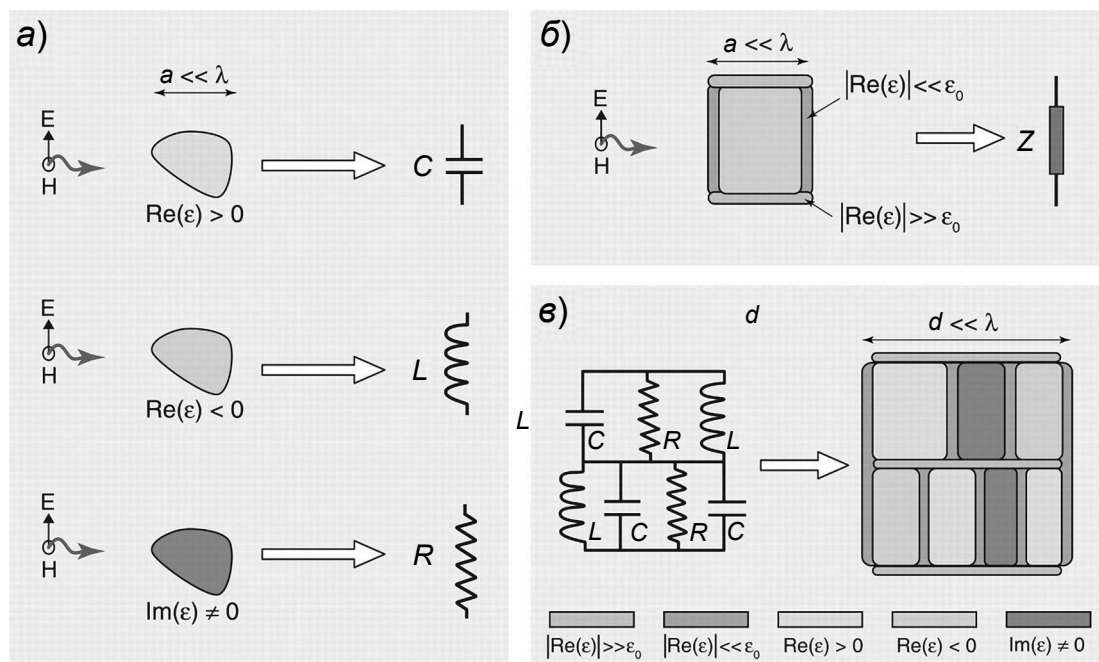 а)
a << λ
E
H
Re(ε) > 0
C
E
H
Re(ε) < 0
L
E
H
Im(ε) ≠ 0
R
б)
a << λ
E
H
|Re(ε)|<<ε₀
|Re(ε)|>>ε₀
Z
в)
d
d << λ
L
C
R
L
L
C
R
C
|Re(ε)|>>ε₀
|Re(ε)|<<ε₀
Re(ε) > 0
Re(ε) < 0
Im(ε) ≠ 0